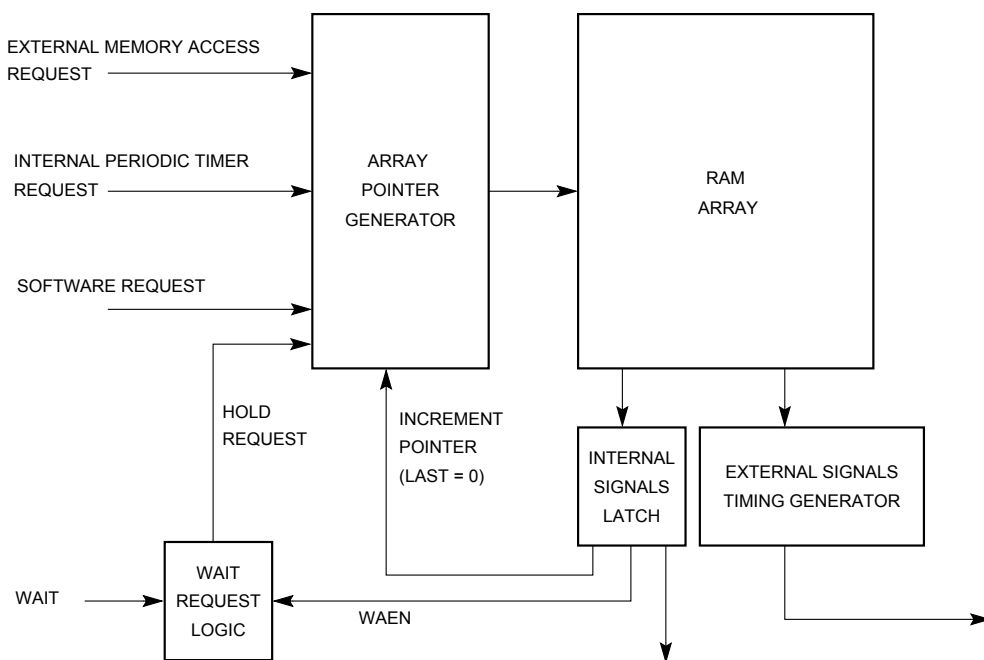 EXTERNAL MEMORY ACCESS
REQUEST
INTERNAL PERIODIC TIMER
REQUEST
SOFTWARE REQUEST
ARRAY
POINTER
GENERATOR
RAM
ARRAY
HOLD
REQUEST
INCREMENT
POINTER
(LAST = 0)
INTERNAL
SIGNALS
LATCH
EXTERNAL SIGNALS
TIMING GENERATOR
WAIT
WAIT
REQUEST
LOGIC
WAEN